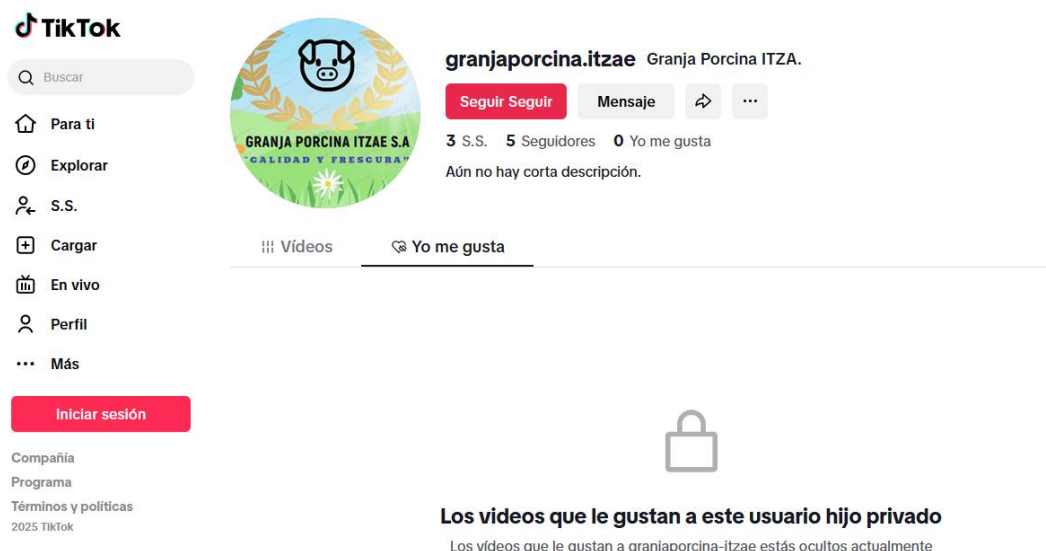 TikTok
Buscar
Para ti
Explorar
S.S.
Cargar
En vivo
Perfil
Más
Iniciar sesión
Compañia
Programa
Términos y políticas
2025 TikTok
GRANJA PORCINA ITZAE S.A
"CALIDAD Y FRESCURA"
granjaporcina.itzae Granja Porcina ITZA.
Seguir Seguir Mensaje
3 S.S. 5 Seguidores 0 Yo me gusta
Aún no hay corta descripción.
Vídeos Yo me gusta
Los videos que le gustan a este usuario hijo privado
Los vídeos que le gustan a granjaporcina-itzae estás ocultos actualmente